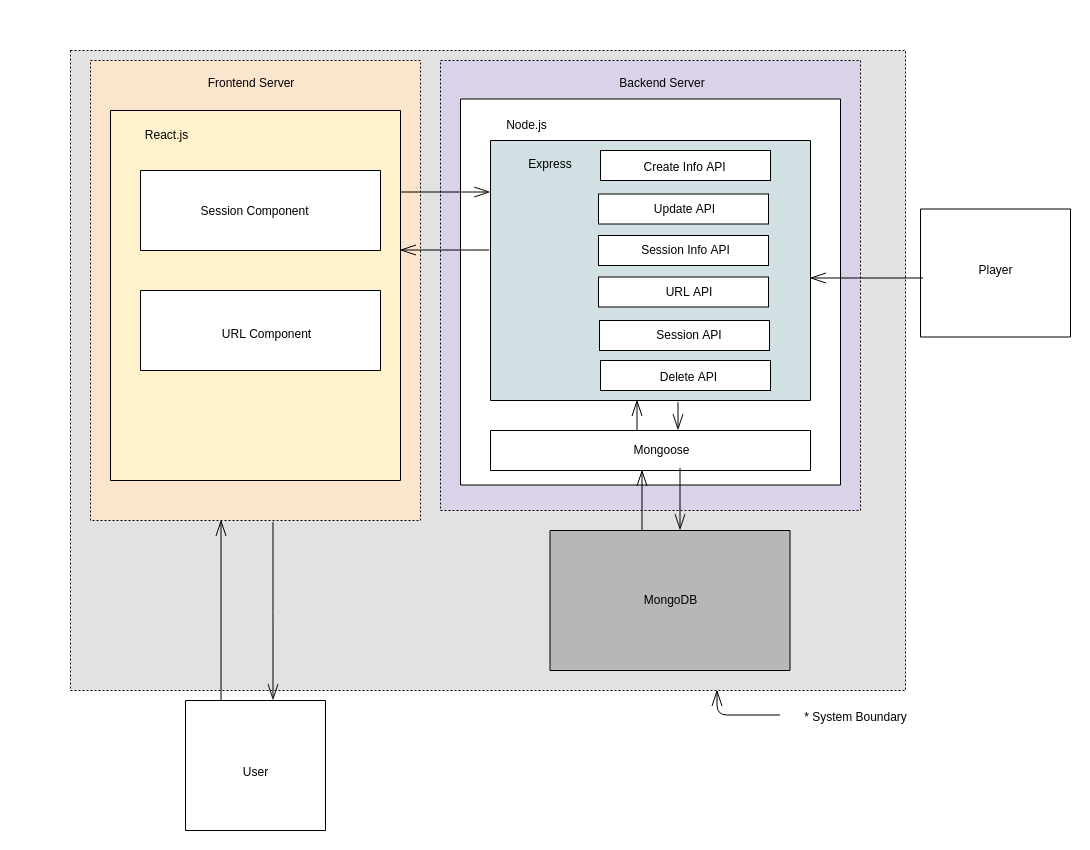 Frontend Server
React.js
Session Component
URL Component
Backend Server
Node.js
Express
Create Info API
Update API
Session Info API
URL API
Session API
Delete API
Mongoose
MongoDB
Player
User
* System Boundary